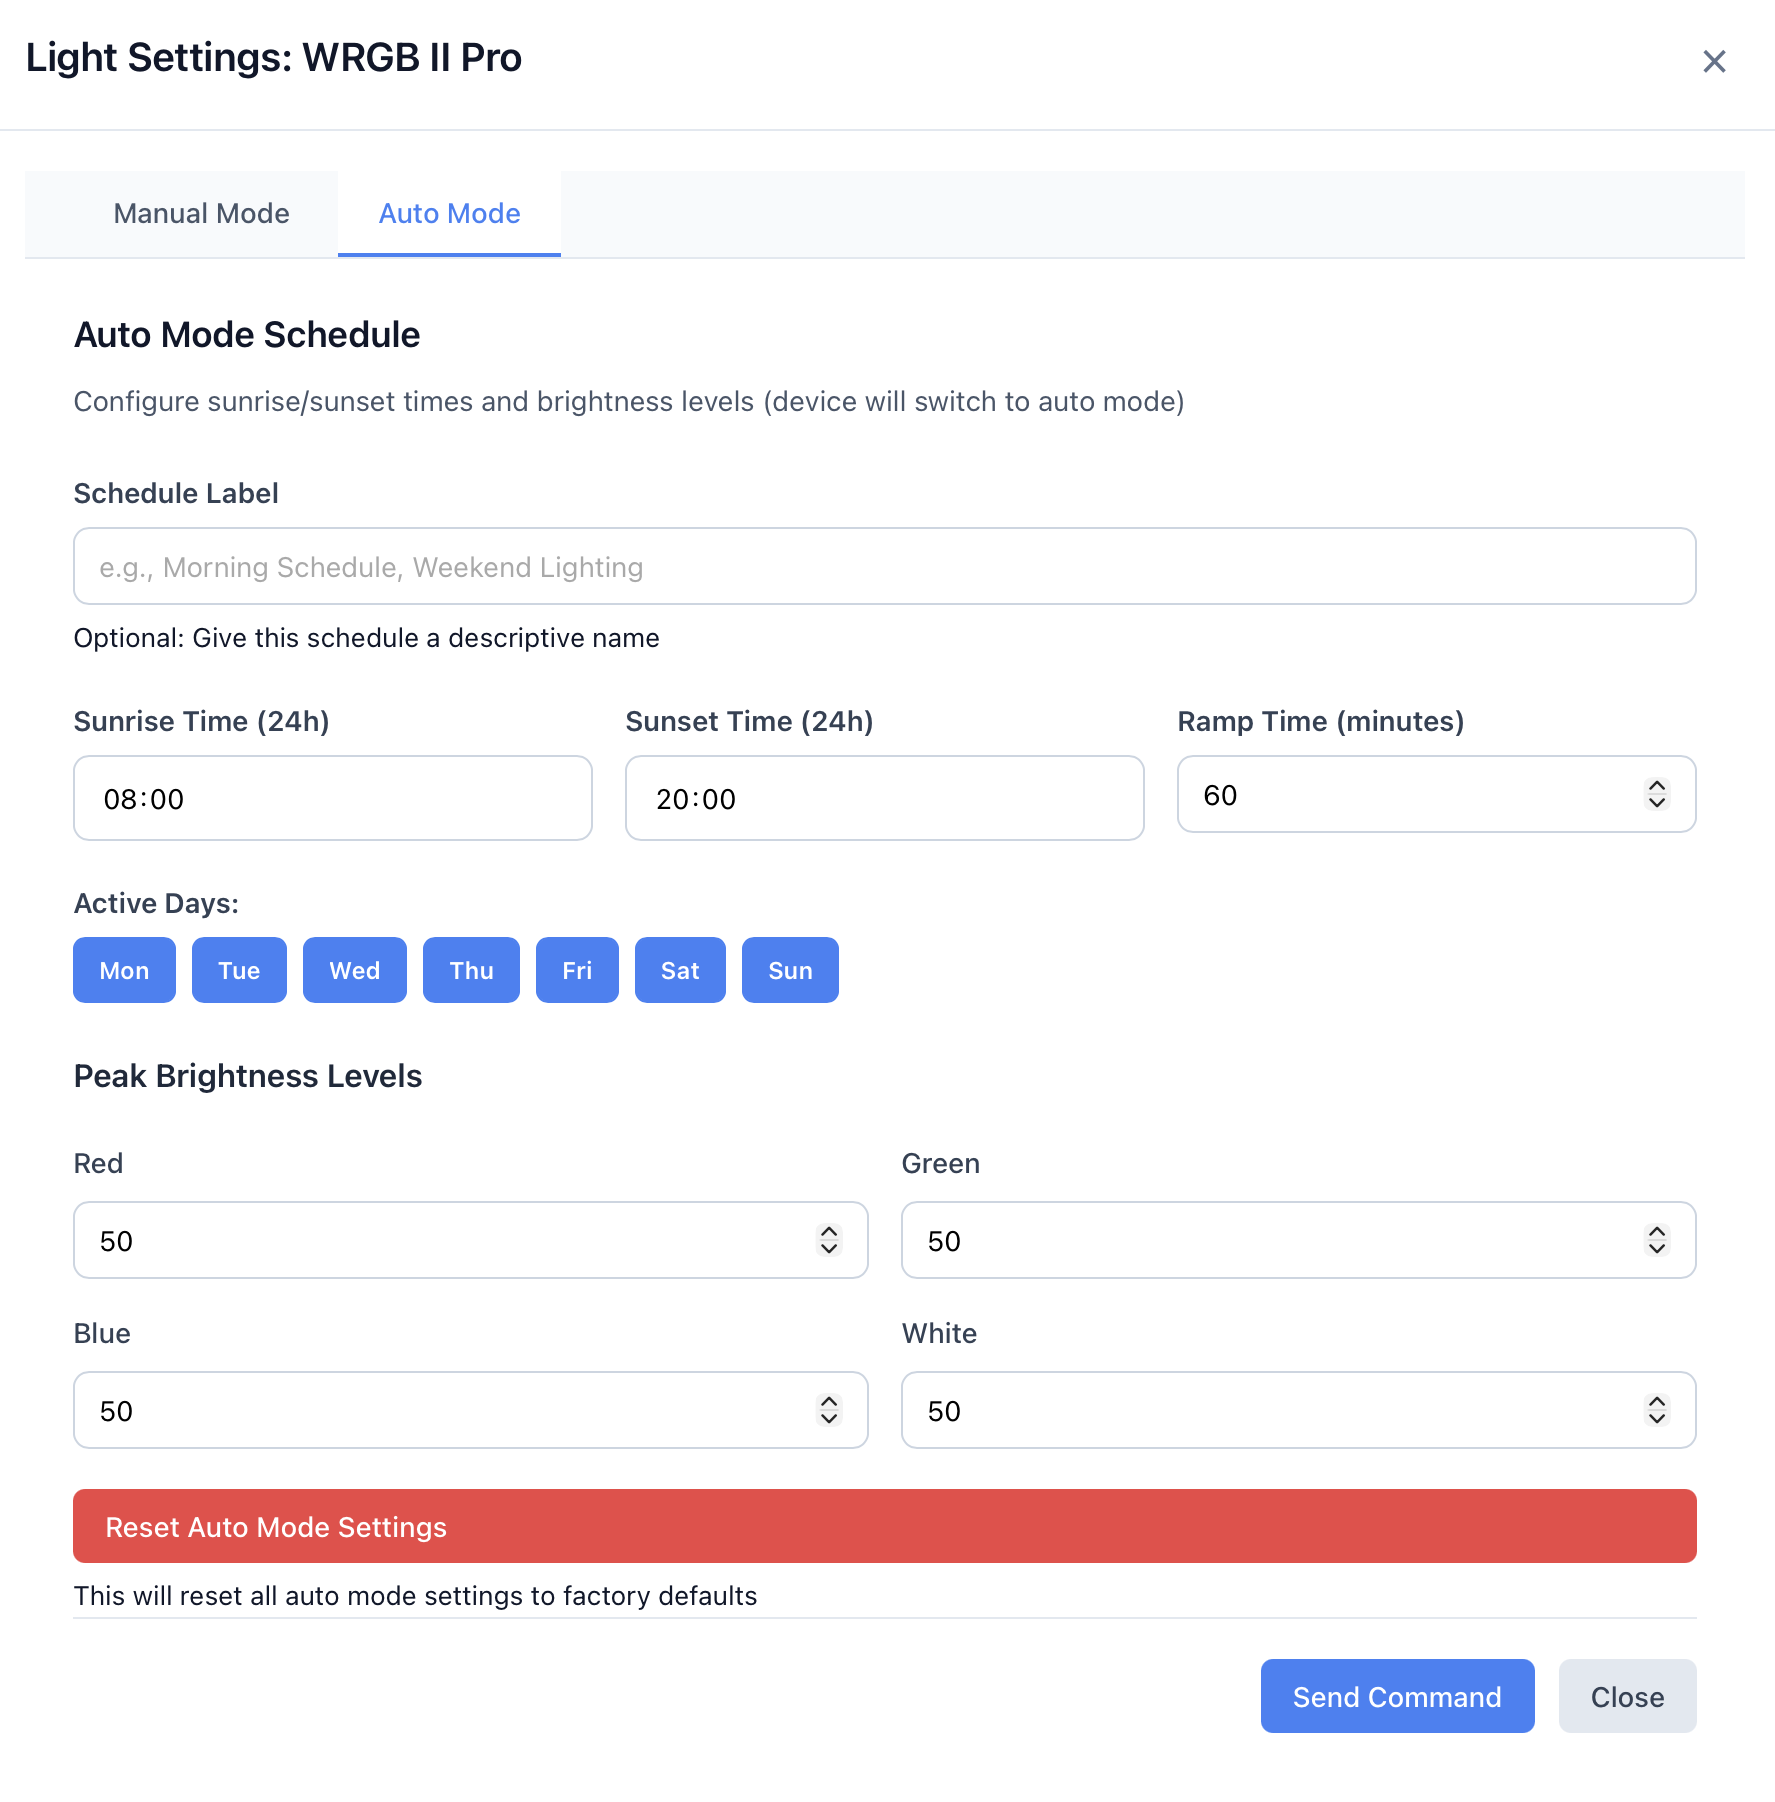 Light Settings: WRGB II Pro
Manual Mode
Auto Mode
Auto Mode Schedule
Configure sunrise/sunset times and brightness levels (device will switch to auto mode)
Schedule Label
e.g., Morning Schedule, Weekend Lighting
Optional: Give this schedule a descriptive name
Sunrise Time (24h)
08:00
Sunset Time (24h)
20:00
Ramp Time (minutes)
60
Active Days:
Mon Tue Wed Thu Fri Sat Sun
Peak Brightness Levels
Red
50
Green
50
Blue
50
White
50
Reset Auto Mode Settings
This will reset all auto mode settings to factory defaults
Send Command
Close